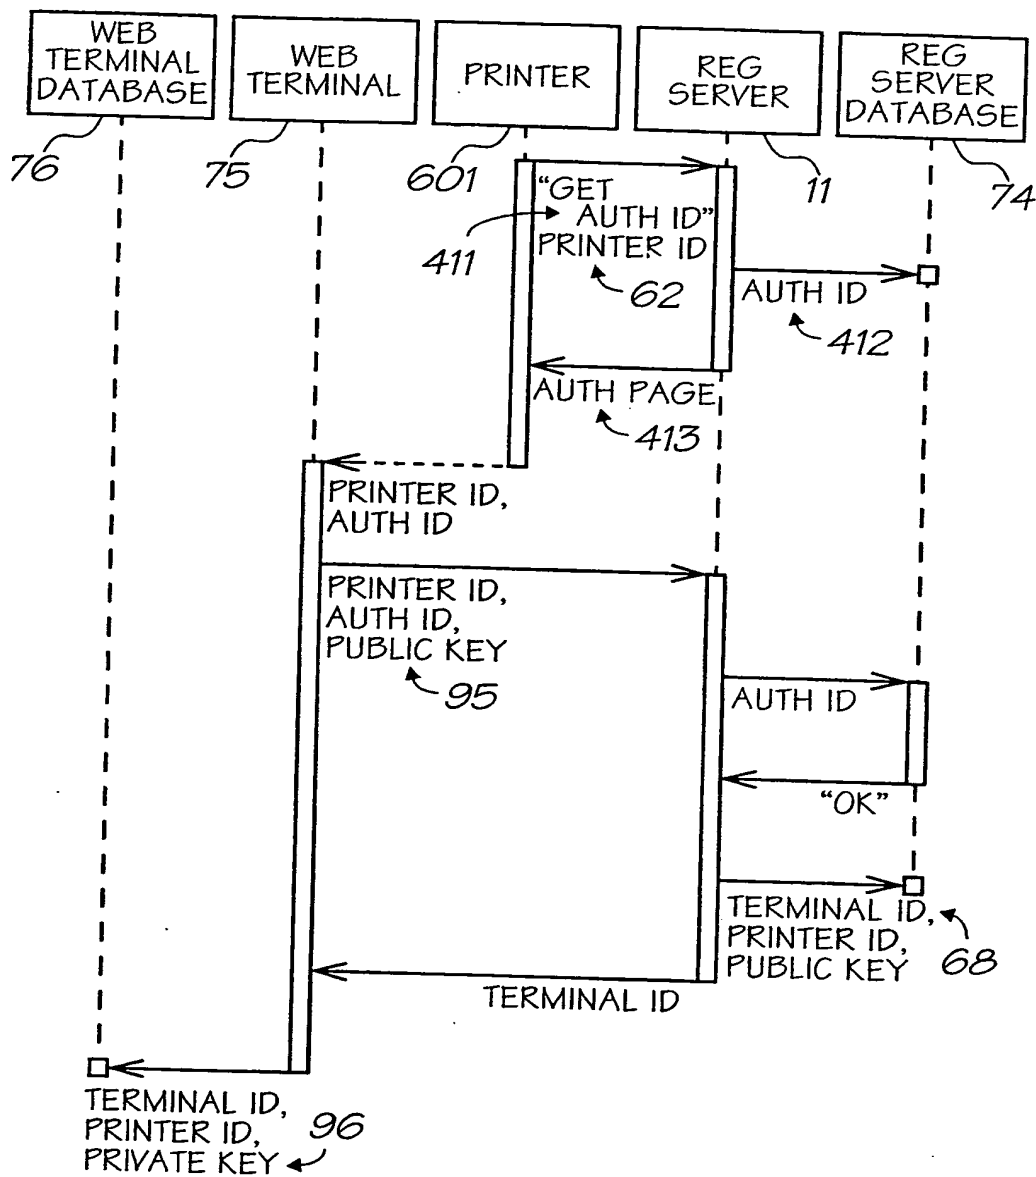 WEB
TERMINAL
DATABASE
WEB
TERMINAL
PRINTER
REG
SERVER
REG
SERVER
DATABASE
76
75
601
11
74
"GET
AUTH ID"
PRINTER ID
411
62
AUTH ID
412
AUTH PAGE
413
PRINTER ID,
AUTH ID
PRINTER ID,
AUTH ID,
PUBLIC KEY
95
AUTH ID
"OK"
TERMINAL ID,
PRINTER ID,
PUBLIC KEY
68
TERMINAL ID
TERMINAL ID,
PRINTER ID,
PRIVATE KEY
96